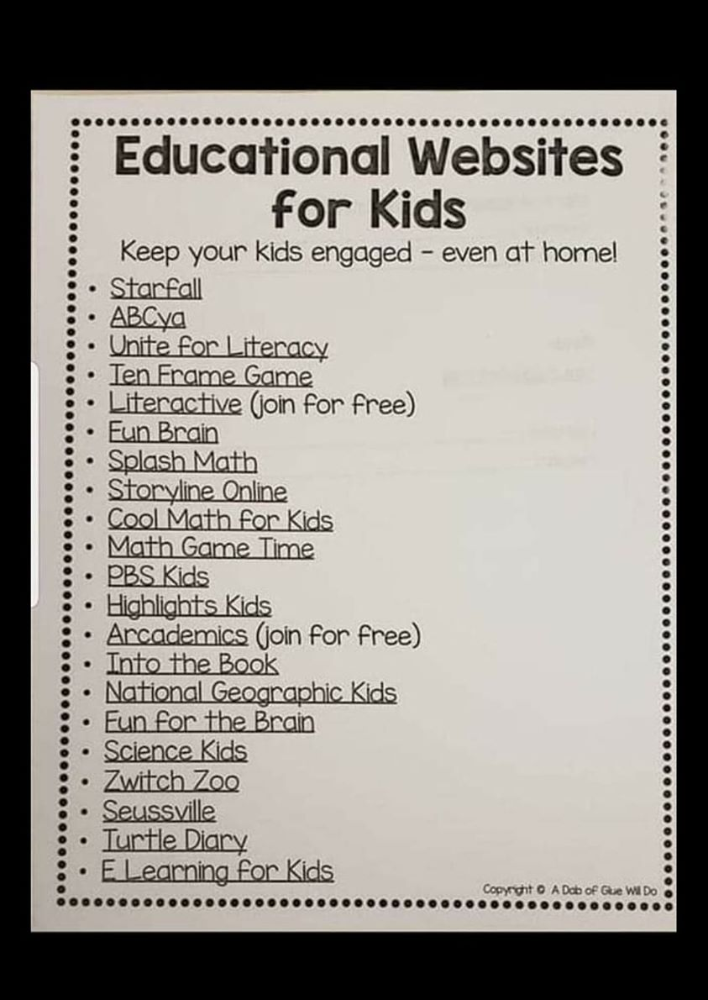 Educational Websites
for Kids
Keep your kids engaged – even at home!
• Starfall
• ABCya
• Unite for Literacy
• Ten Frame Game
• Literactive (join for free)
• Fun Brain
• Splash Math
• Storyline Online
• Cool Math for Kids
• Math Game Time
• PBS Kids
• Highlights Kids
• Arcademics (join for free)
• Into the Book
• National Geographic Kids
• Fun for the Brain
• Science Kids
• Zwitch Zoo
• Seussville
• Turtle Diary
• E Learning for Kids
Copyright © A Dab of Glue Will Do